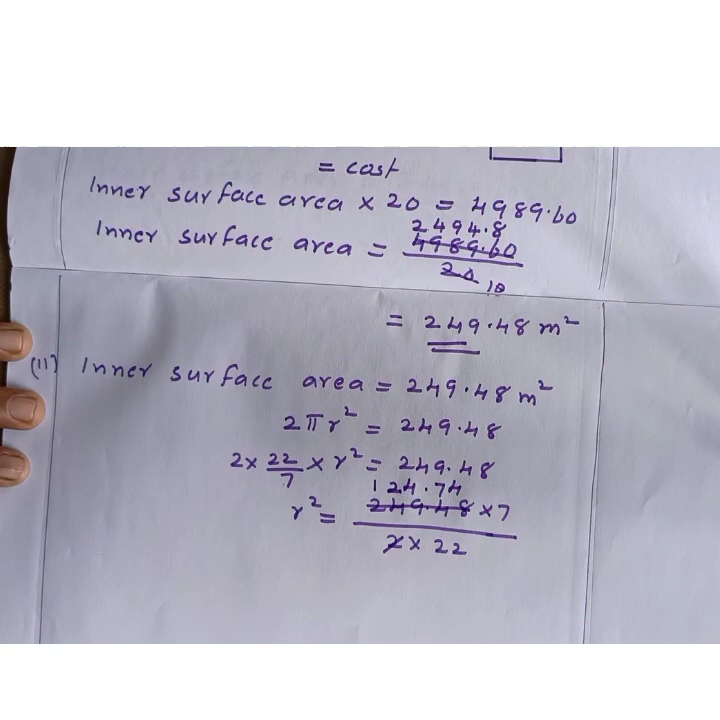 = cost
Inner surface area × 20 = 4989.60
2494.8
Inner surface area = 4989.60
20 10
= 249.48 m²
(11) Inner surface area = 249.48 m²
2πr² = 249.48
2× 22/7 × r² = 249.48
124.74
r² = 249.48 × 7
2 × 22